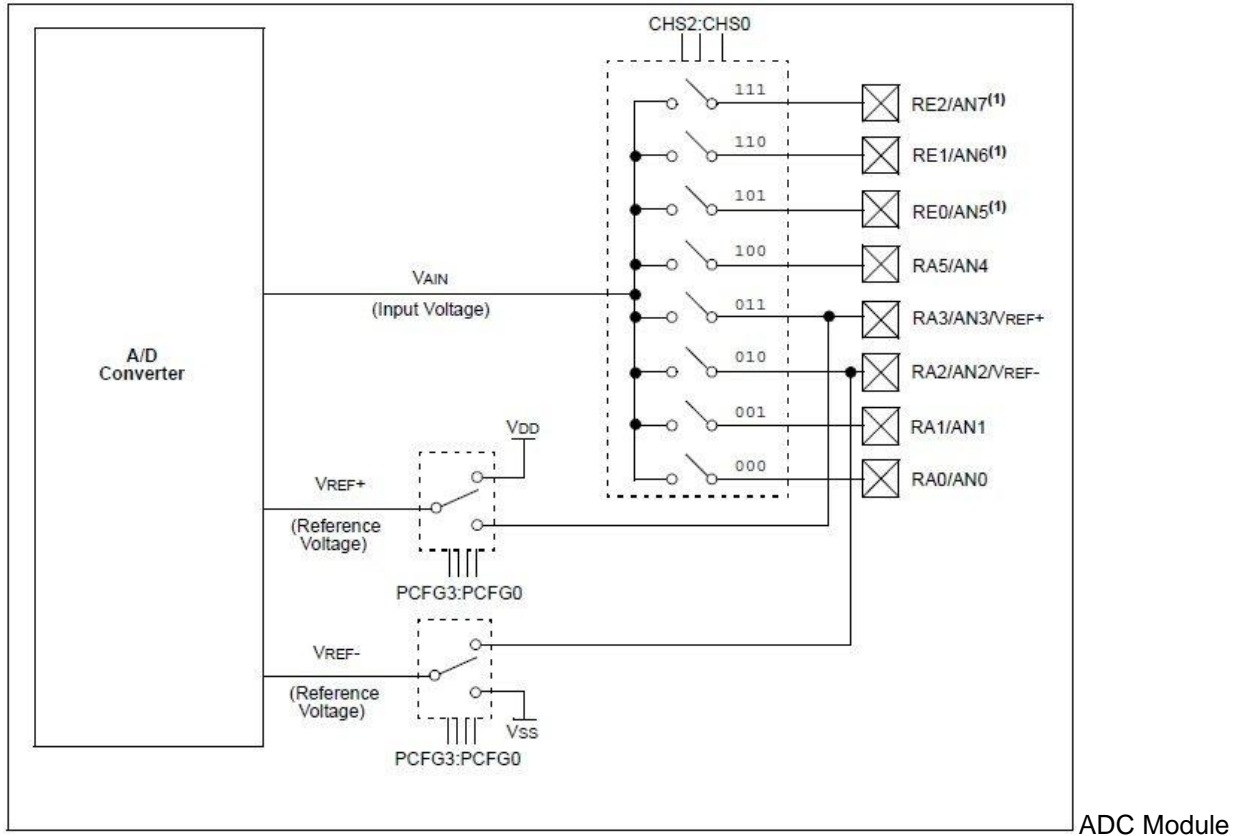 CHS2:CHS0
111
RE2/AN7(1)
110
RE1/AN6(1)
101
RE0/AN5(1)
100
RA5/AN4
VAIN
(Input Voltage)
011
RA3/AN3/VREF+
A/D
Converter
010
RA2/AN2/VREF-
001
RA1/AN1
VDD
000
RA0/AN0
VREF+
(Reference
Voltage)
PCFG3:PCFG0
VREF-
(Reference
Voltage)
VSS
PCFG3:PCFG0
ADC Module